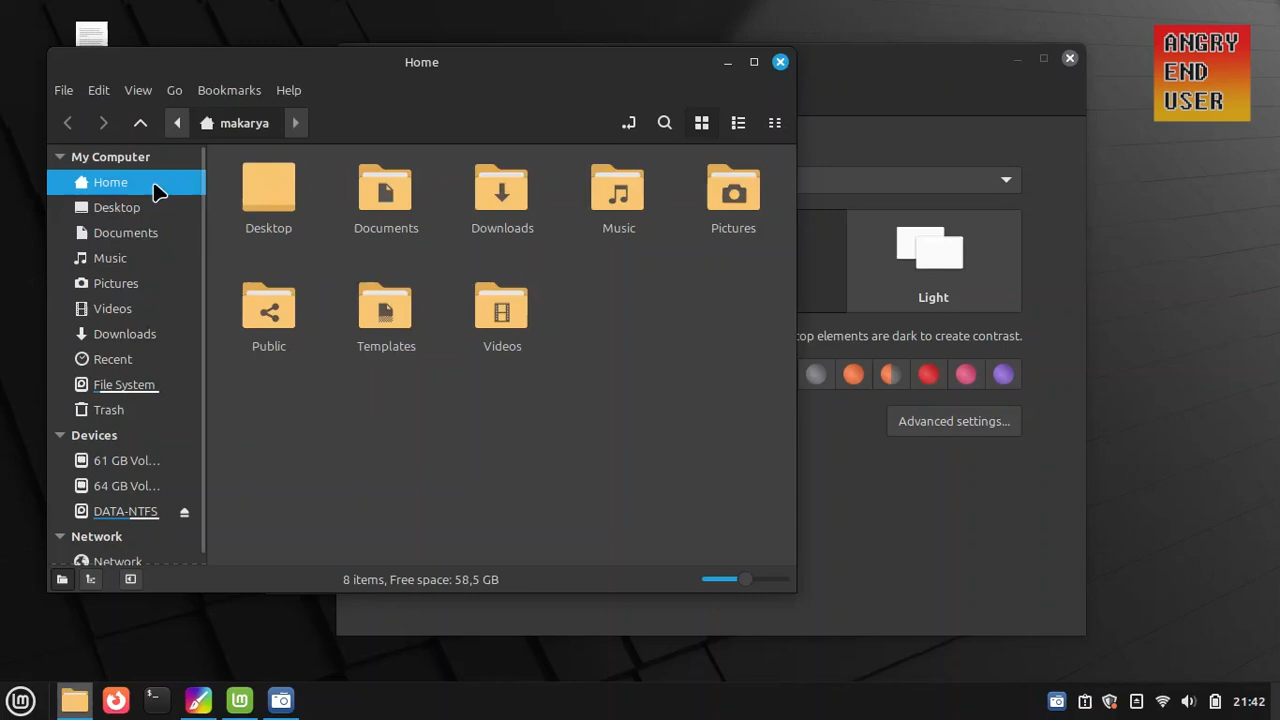 ANGRY
END
USER
Home
File Edit View Go Bookmarks Help
makarya
My Computer
Home
Desktop
Documents
Music
Pictures
Videos
Downloads
Recent
File System
Trash
Devices
61 GB Vol...
64 GB Vol...
DATA-NTFS
Network
Network
Desktop
Documents
Downloads
Music
Pictures
Public
Templates
Videos
8 items, Free space: 58,5 GB
Light
top elements are dark to create contrast.
Advanced settings...
21:42